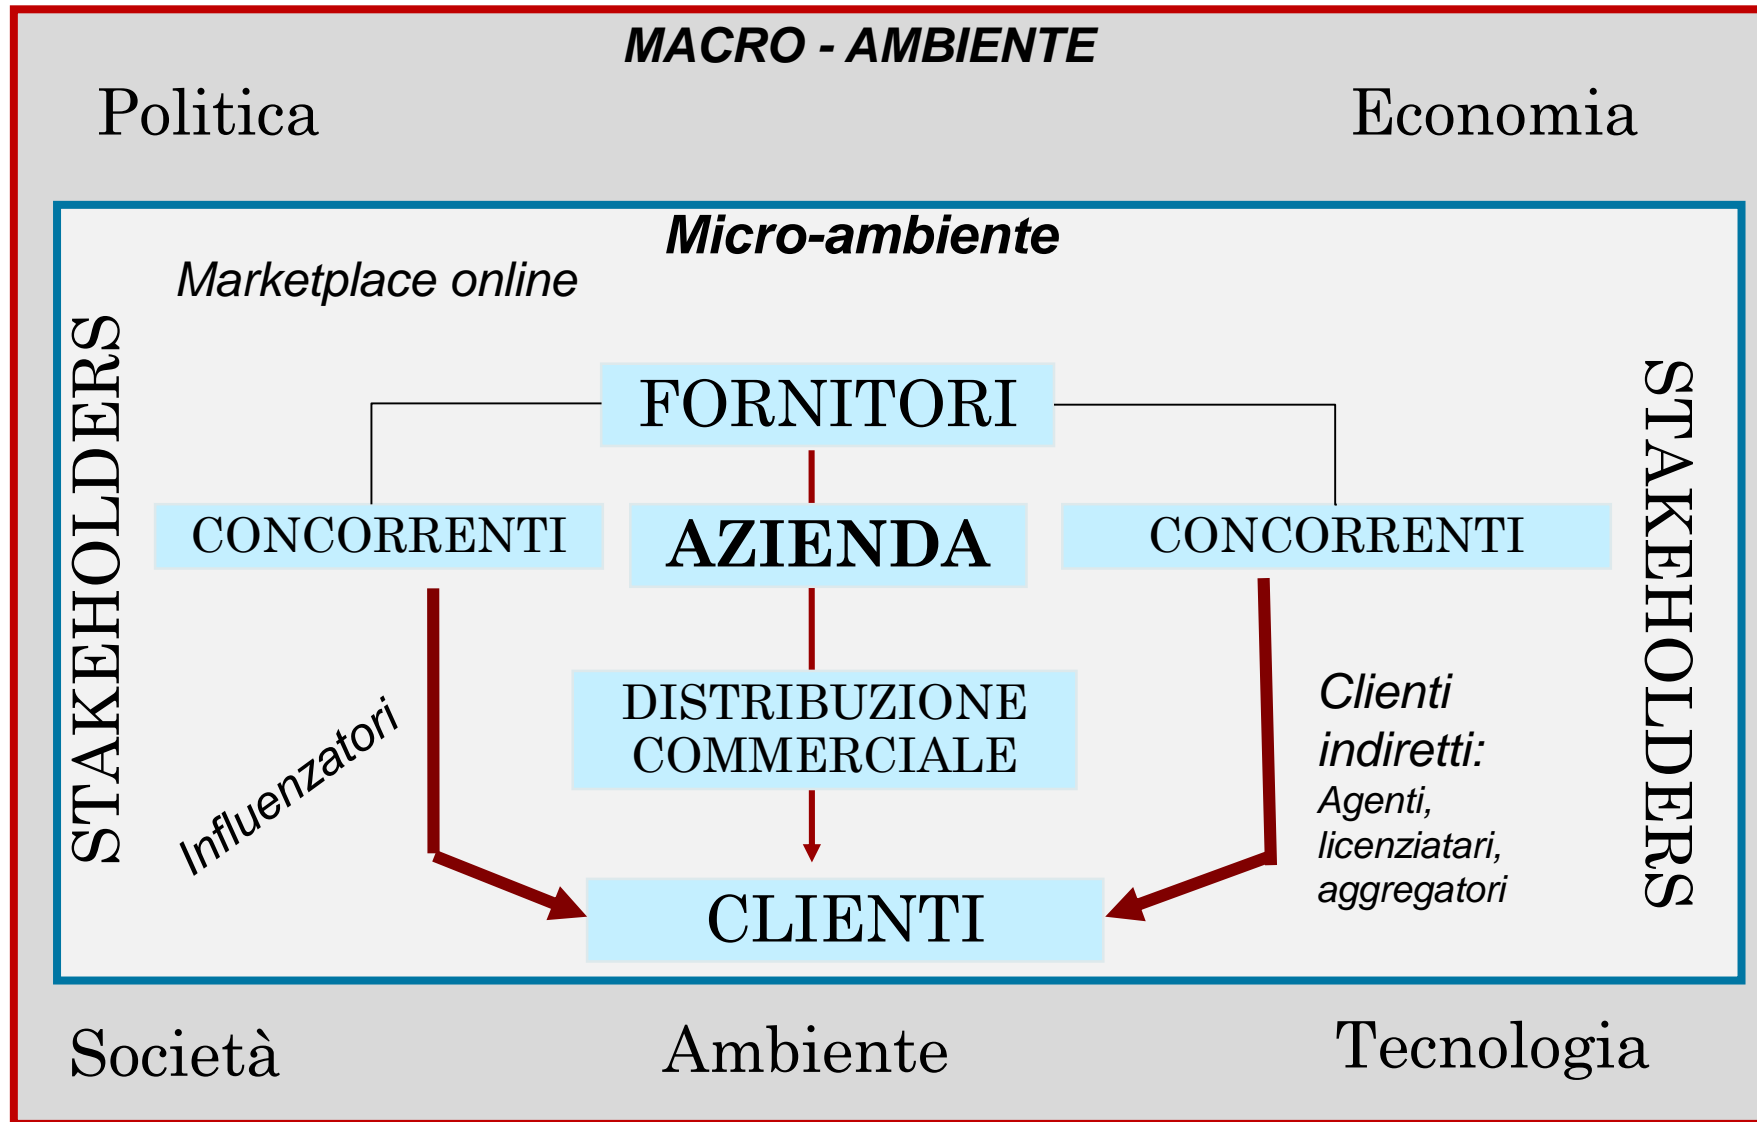 MACRO - AMBIENTE
Politica
Economia
Micro-ambiente
Marketplace online
STAKEHOLDERS
FORNITORI
STAKEHOLDERS
CONCORRENTI
AZIENDA
CONCORRENTI
DISTRIBUZIONE
COMMERCIALE
Influenzatori
Clienti
indiretti:
Agenti,
licenziatari,
aggregatori
CLIENTI
Società
Ambiente
Tecnologia